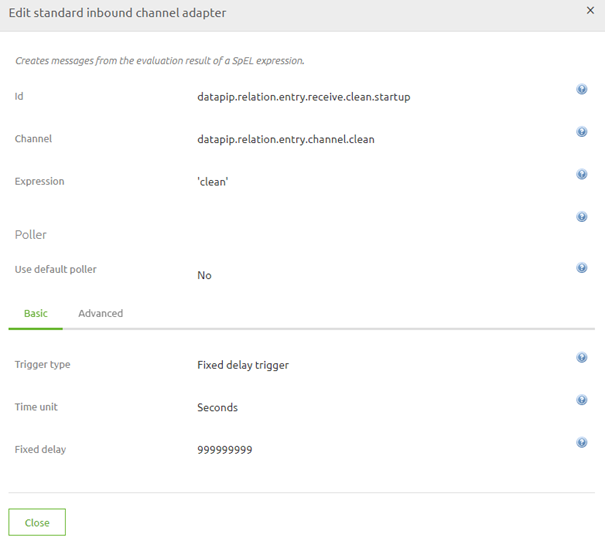 Edit standard inbound channel adapter
×
Creates messages from the evaluation result of a SpEL expression.
Id datapip.relation.entry.receive.clean.startup
Channel datapip.relation.entry.channel.clean
Expression 'clean'
Poller
Use default poller No
Basic Advanced
Trigger type Fixed delay trigger
Time unit Seconds
Fixed delay 999999999
Close